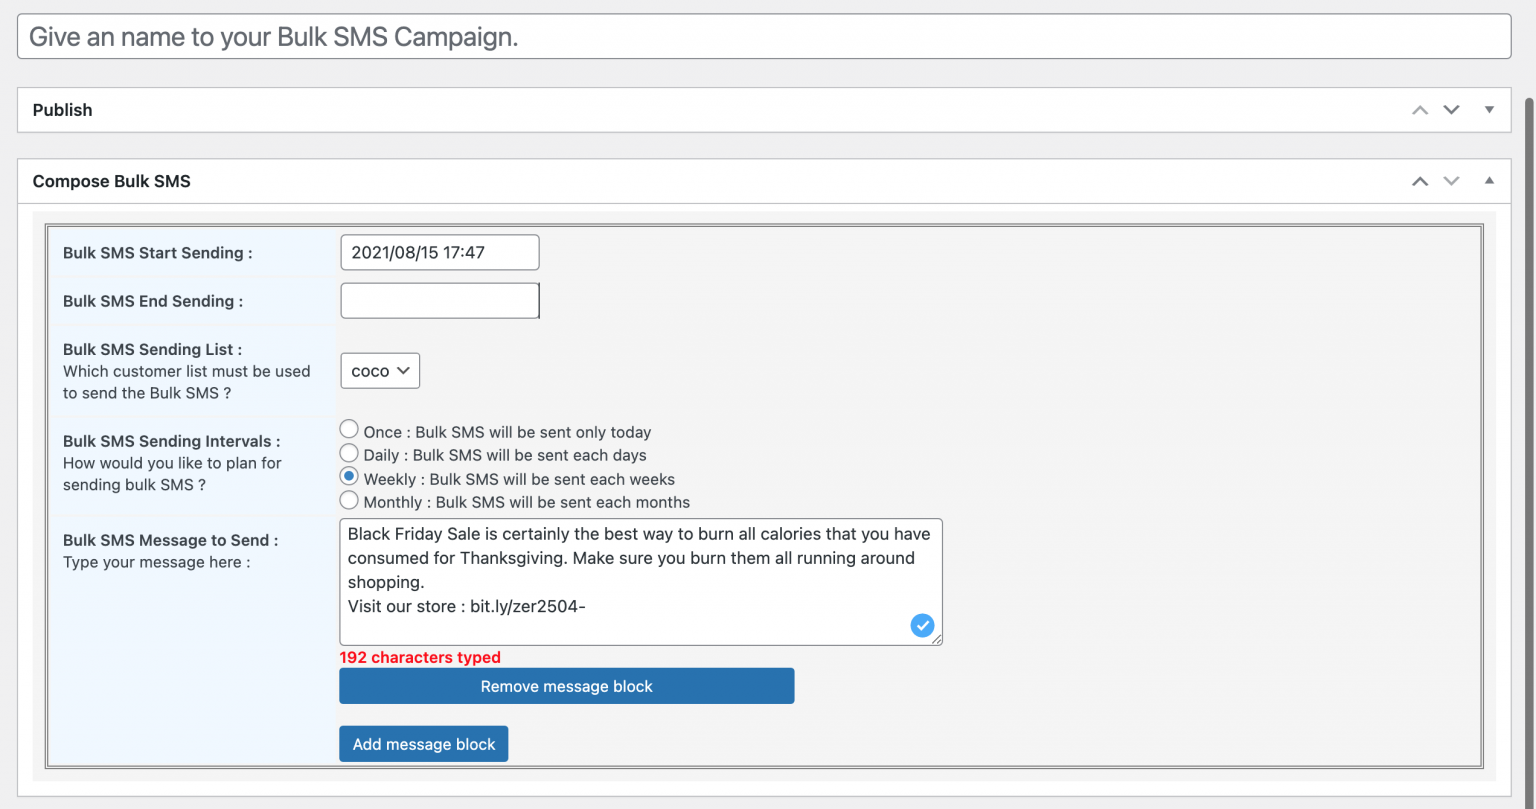 Give an name to your Bulk SMS Campaign.
Publish
Compose Bulk SMS
Bulk SMS Start Sending :
2021/08/15 17:47
Bulk SMS End Sending :
Bulk SMS Sending List :
Which customer list must be used
to send the Bulk SMS ?
coco
Bulk SMS Sending Intervals :
How would you like to plan for
sending bulk SMS ?
Once : Bulk SMS will be sent only today
Daily : Bulk SMS will be sent each days
Weekly : Bulk SMS will be sent each weeks
Monthly : Bulk SMS will be sent each months
Bulk SMS Message to Send :
Type your message here :
Black Friday Sale is certainly the best way to burn all calories that you have
consumed for Thanksgiving. Make sure you burn them all running around
shopping.
Visit our store : bit.ly/zer2504-
192 characters typed
Remove message block
Add message block